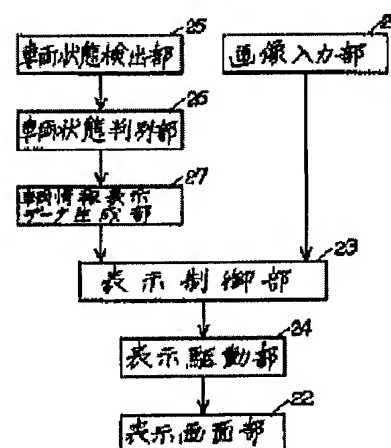 25
車両状態検出部
2
画像入力部
26
車両状態判別部
27
車両情報表示
データ生成部
23
表示制御部
24
表示駆動部
22
表示画面部